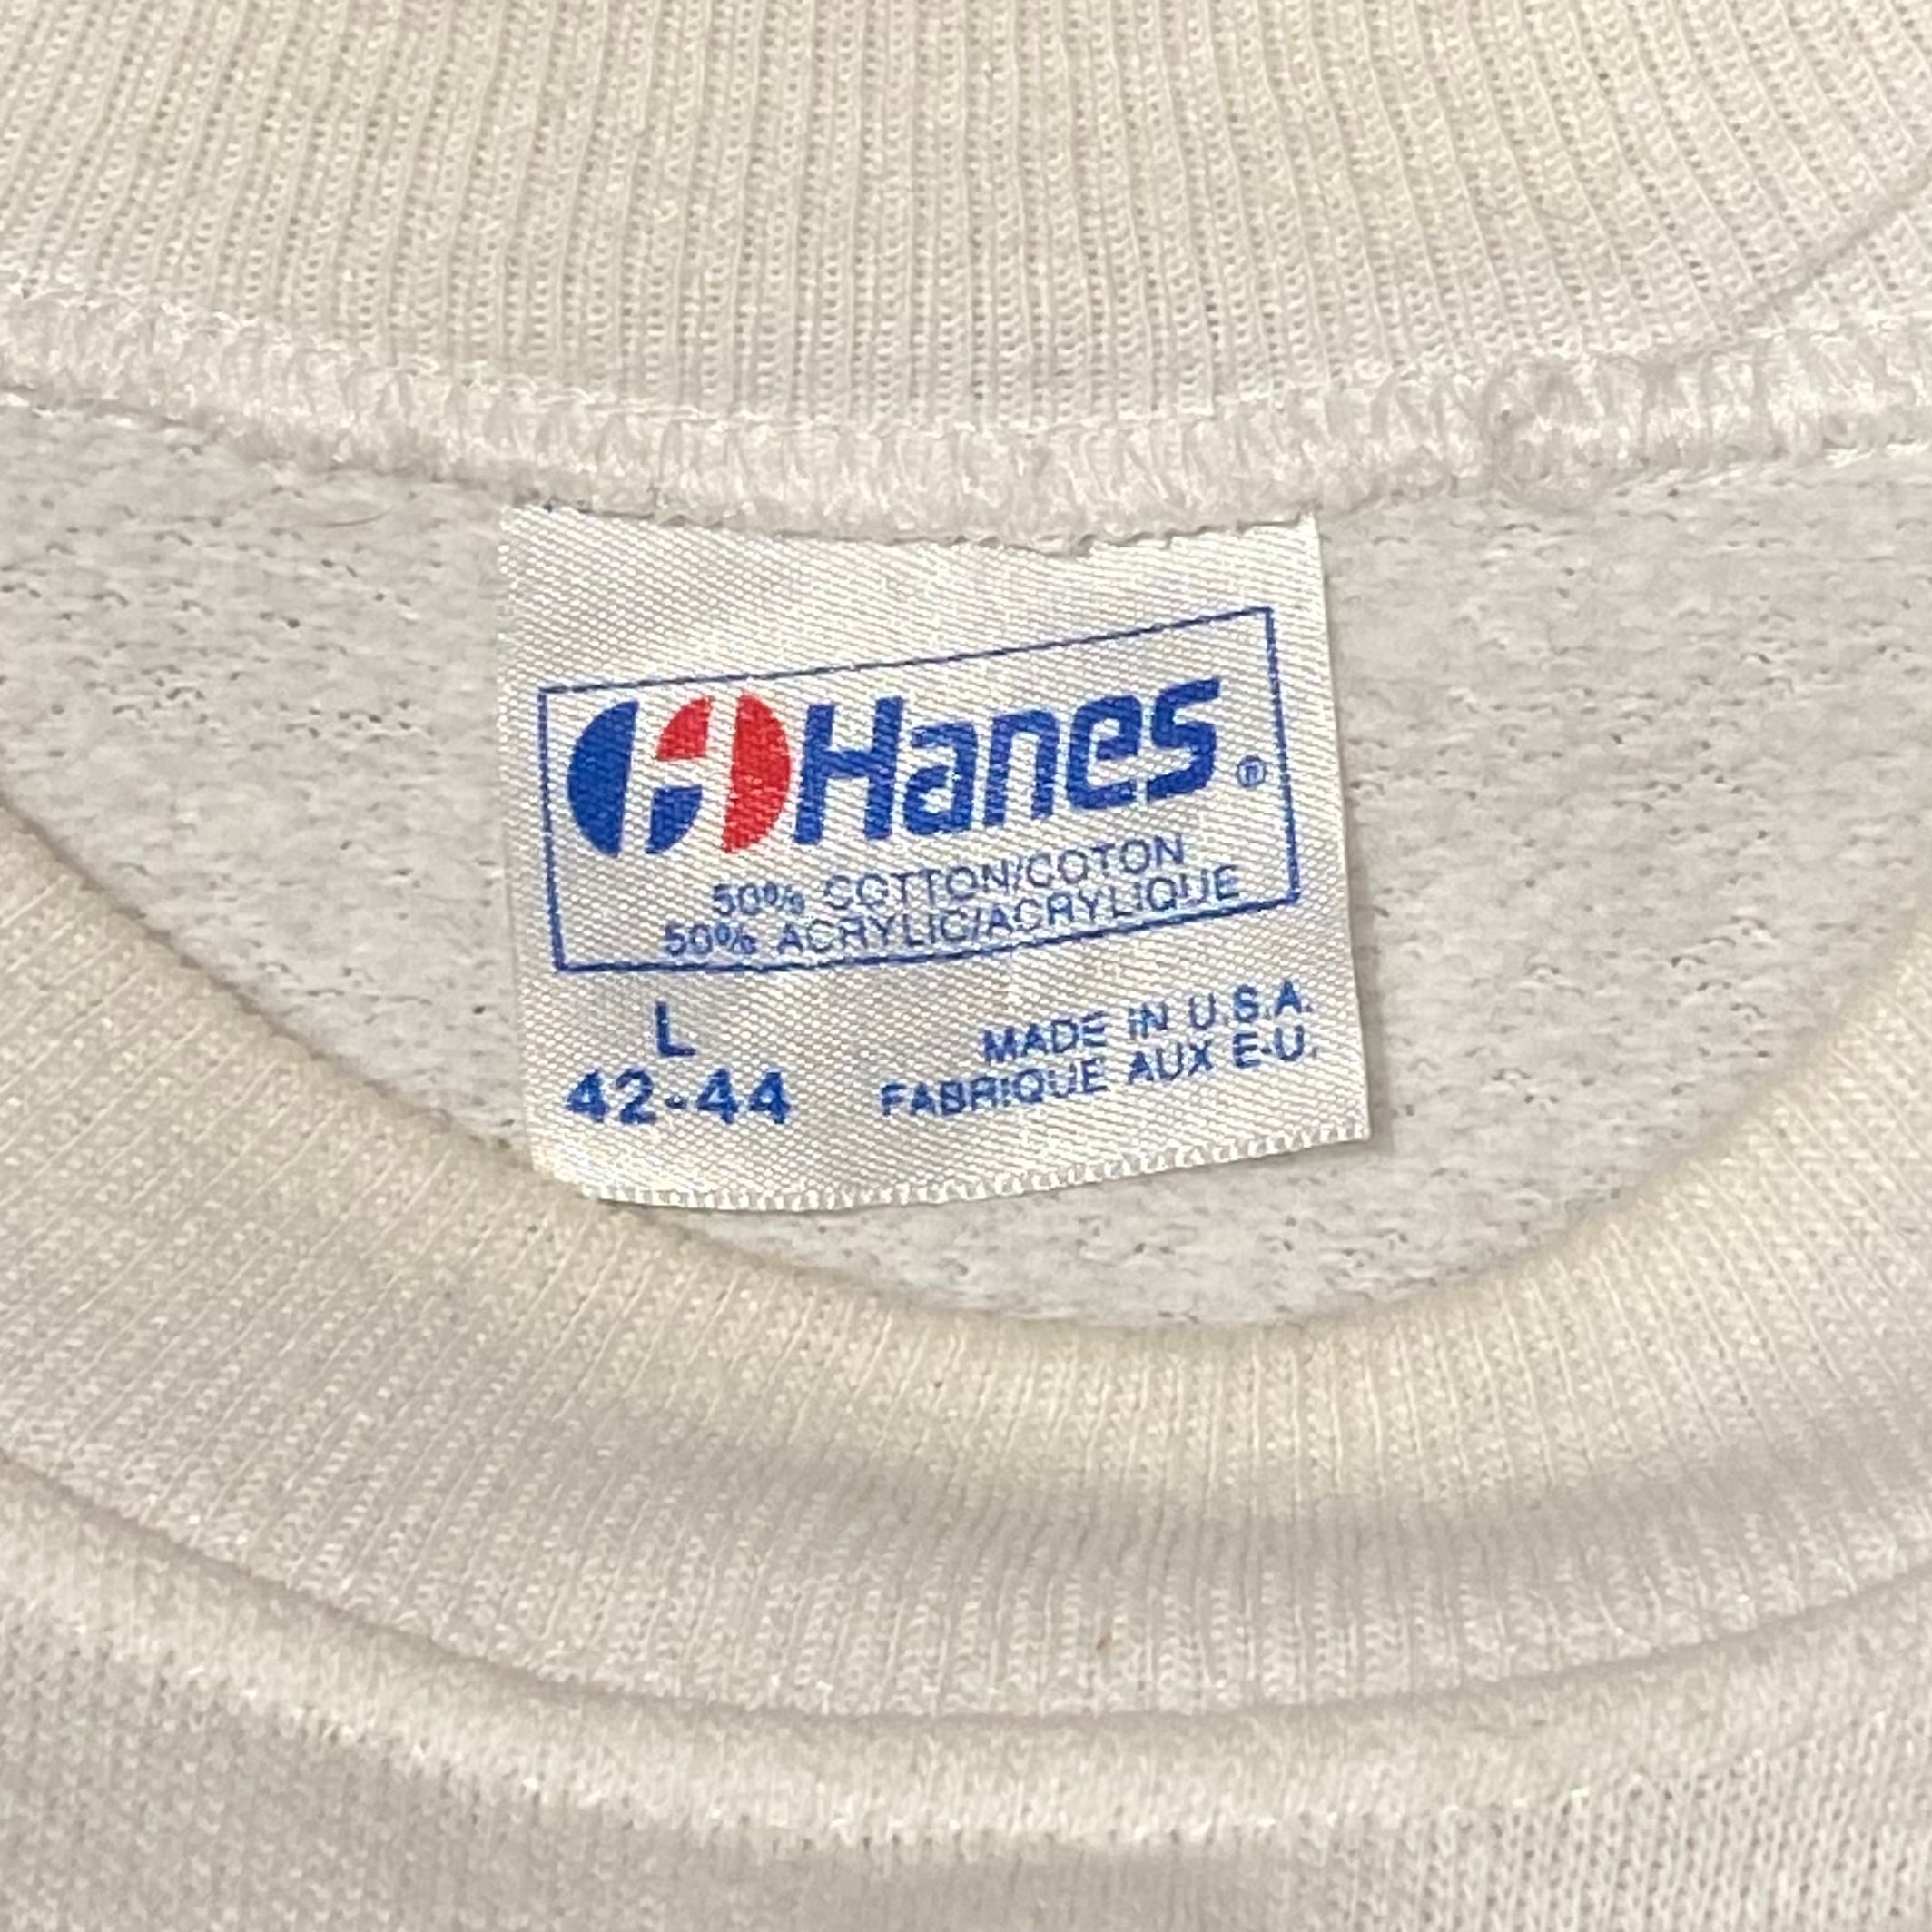 Hanes®
50% COTTON/COTON
50% ACRYLIC/ACRYLIQUE
L
42-44
MADE IN U.S.A.
FABRIQUE AUX E-U.